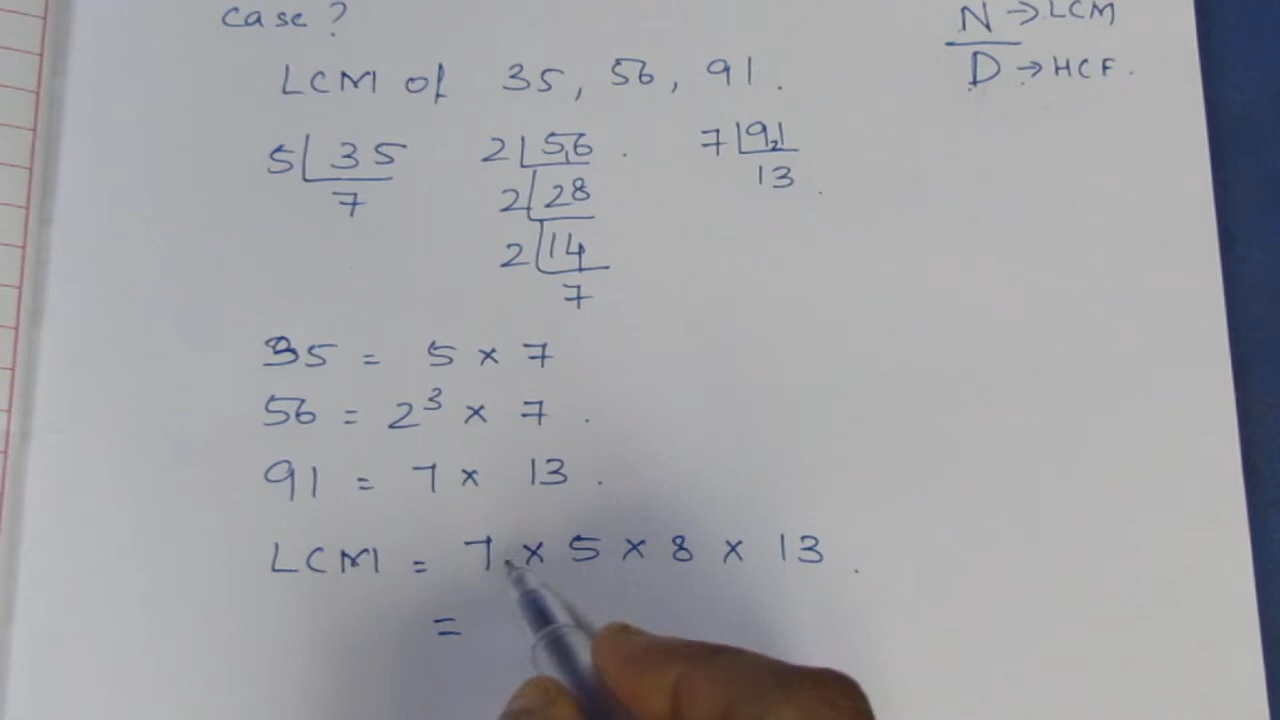 case ?
N → LCM
D → HCF .
LCM of 35, 56, 91 .
5 35
7
2 56 .
2 28
2 14
7
7 91
13 .
35 = 5 × 7
56 = 2³ × 7 .
91 = 7 × 13 .
LCM = 7 × 5 × 8 × 13 .
=